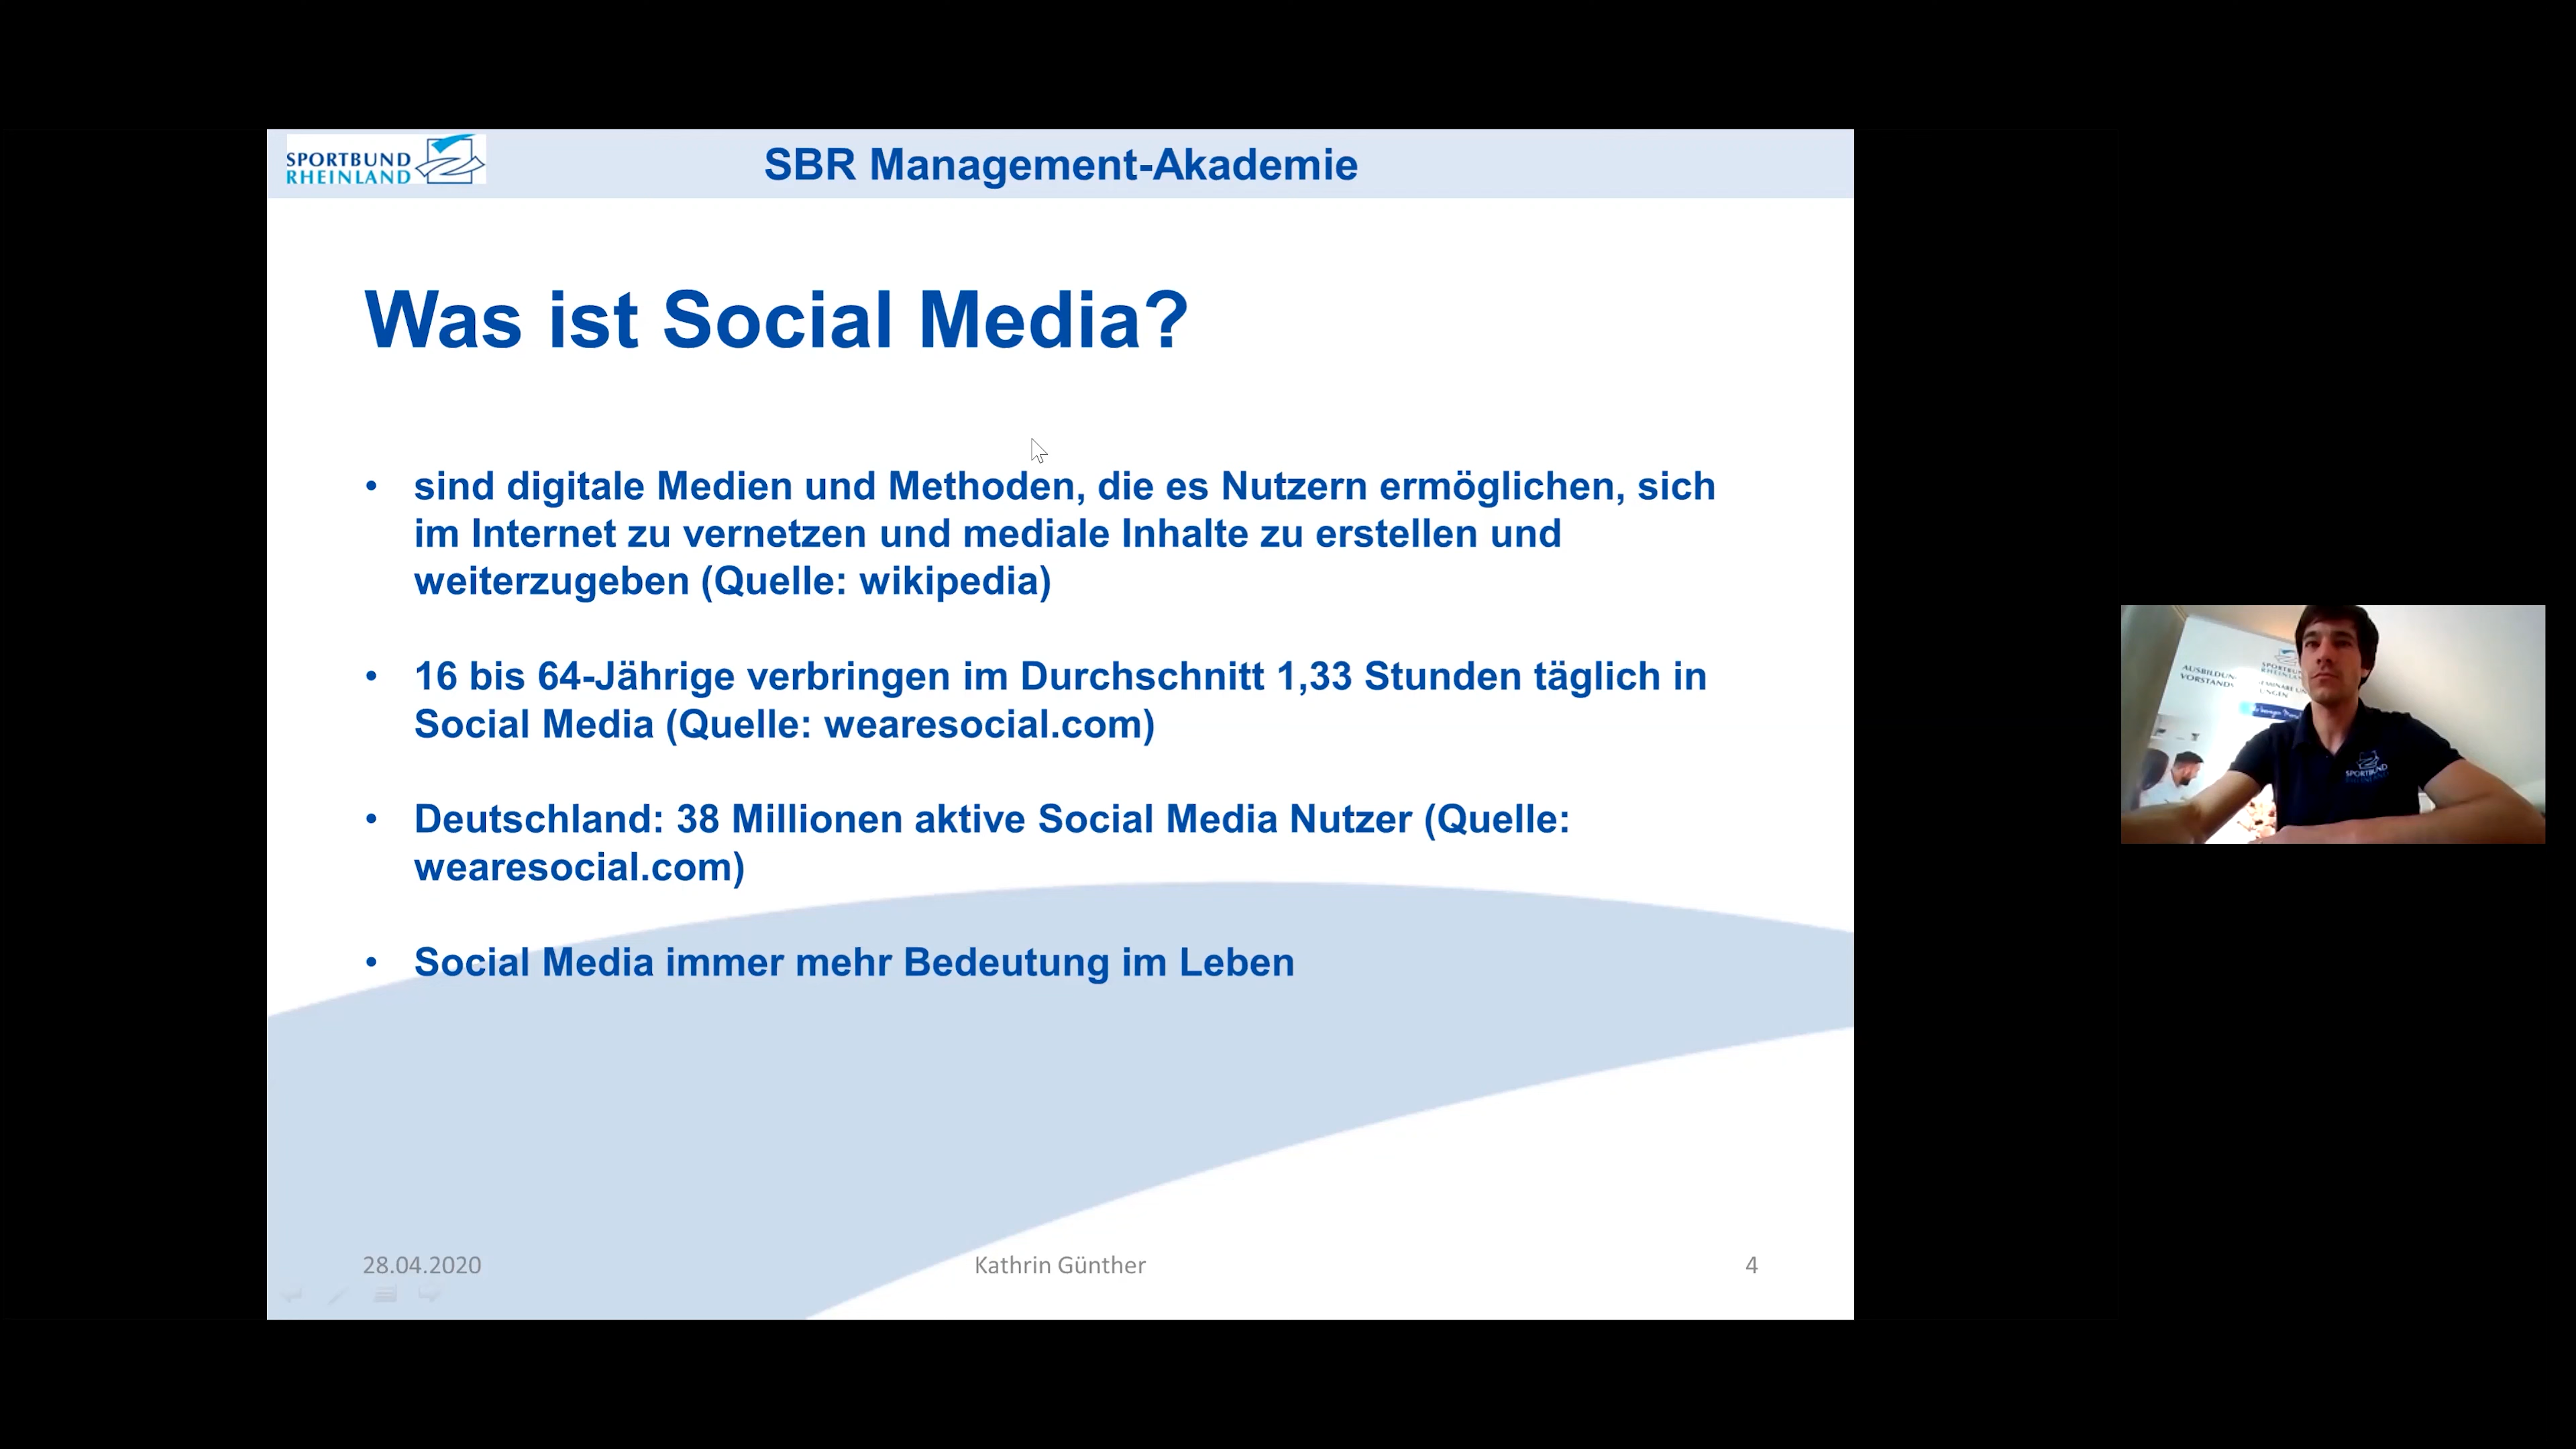 SPORTBUND
RHEINLAND
SBR Management-Akademie
Was ist Social Media?
• sind digitale Medien und Methoden, die es Nutzern ermöglichen, sich
im Internet zu vernetzen und mediale Inhalte zu erstellen und
weiterzugeben (Quelle: wikipedia)
• 16 bis 64-Jährige verbringen im Durchschnitt 1,33 Stunden täglich in
Social Media (Quelle: wearesocial.com)
• Deutschland: 38 Millionen aktive Social Media Nutzer (Quelle:
wearesocial.com)
• Social Media immer mehr Bedeutung im Leben
28.04.2020
Kathrin Günther
4
SPORTBUND